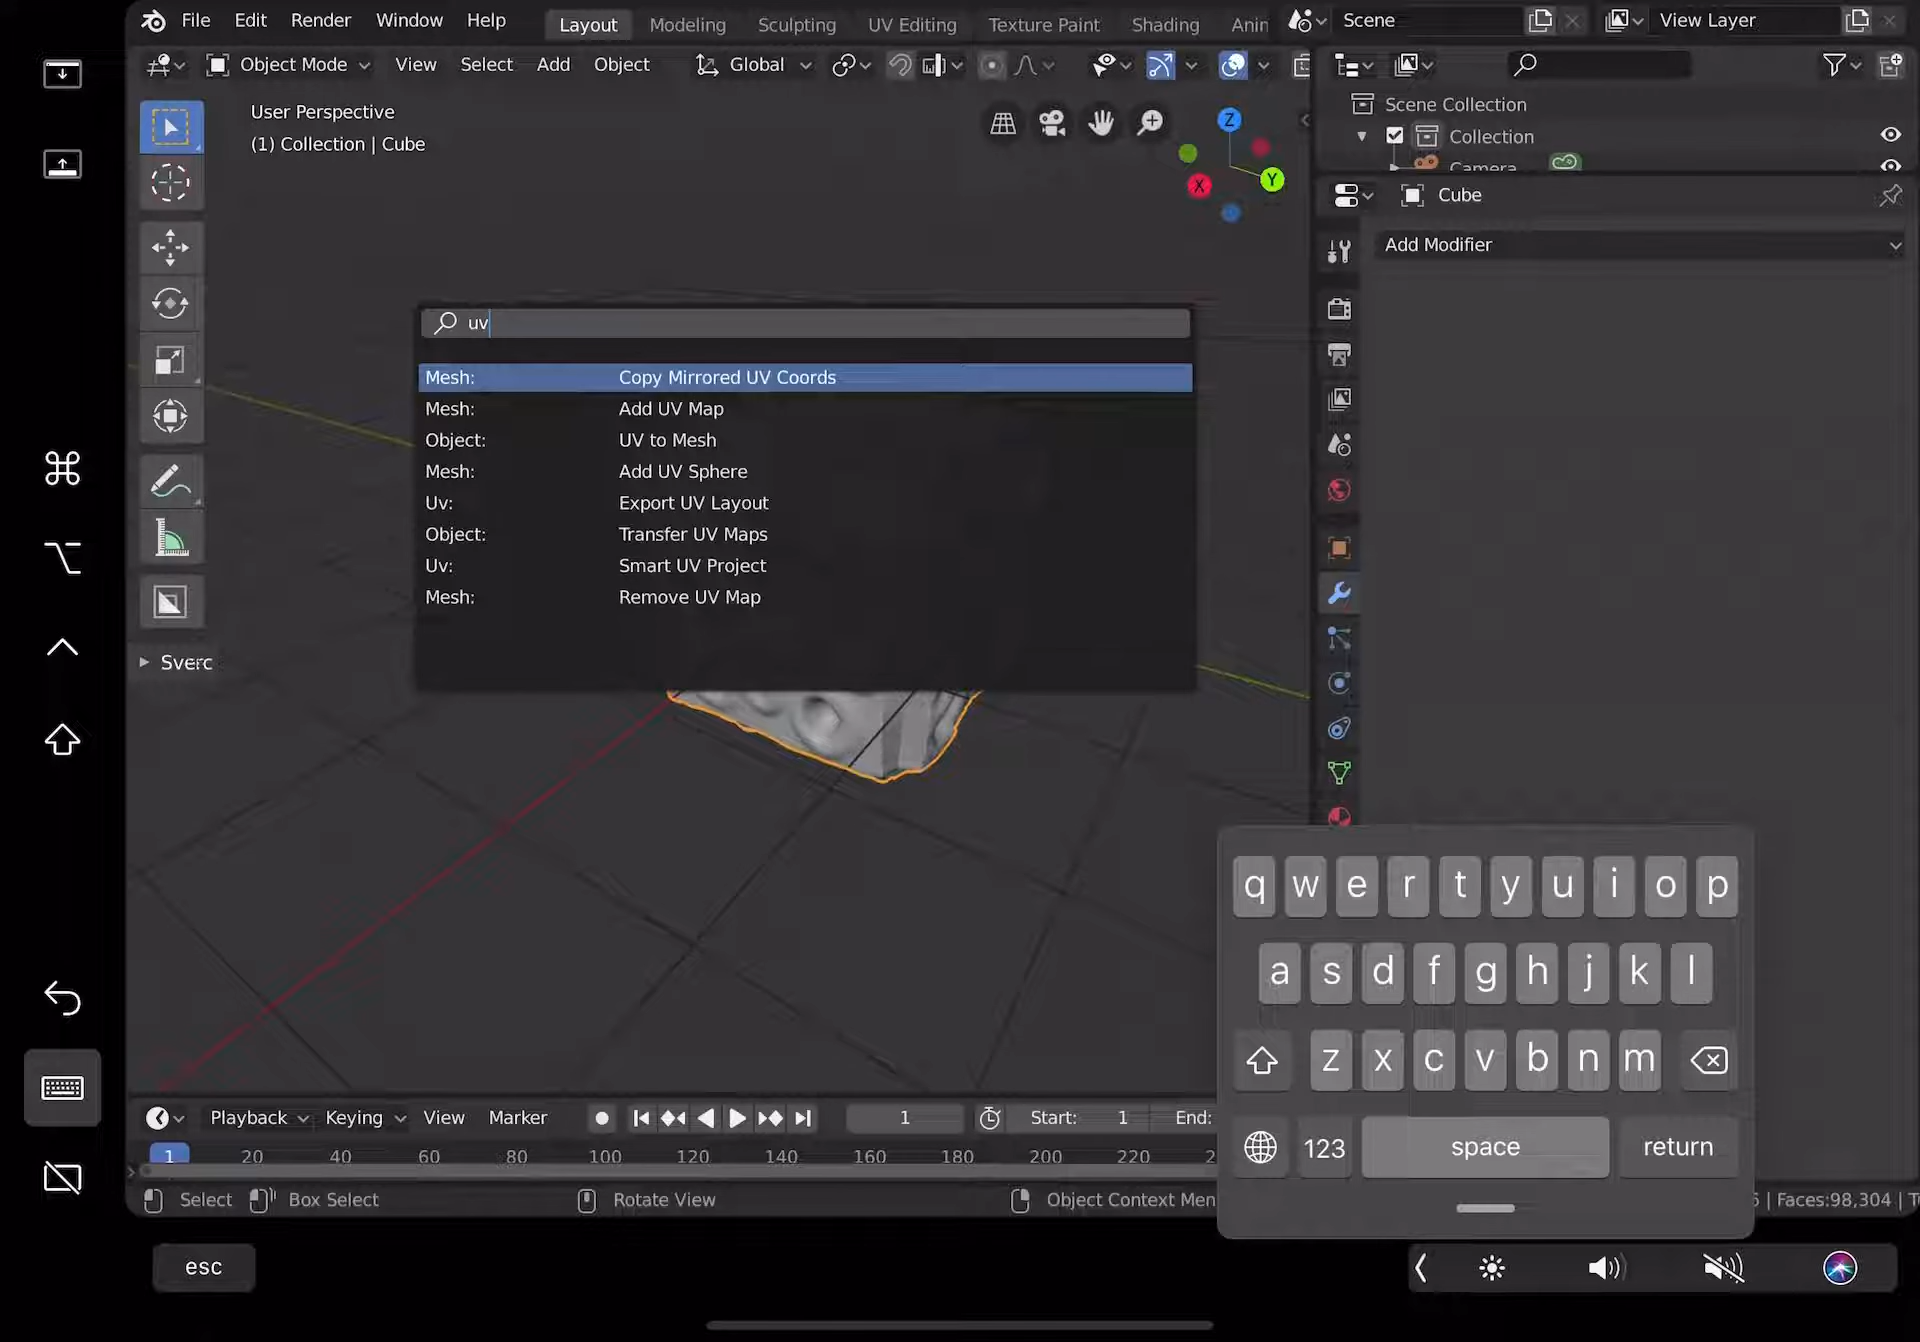 File Edit Render Window Help Layout Modeling Sculpting UV Editing Texture Paint Shading Anin Scene View Layer
Object Mode View Select Add Object Global
User Perspective
(1) Collection | Cube
Z
Y
X
Scene Collection
Collection
Camera
Cube
Add Modifier
uv
Mesh: Copy Mirrored UV Coords
Mesh: Add UV Map
Object: UV to Mesh
Mesh: Add UV Sphere
Uv: Export UV Layout
Object: Transfer UV Maps
Uv: Smart UV Project
Mesh: Remove UV Map
Sverc
q w e r t y u i o p
a s d f g h j k l
z x c v b n m
123 space return
Playback Keying View Marker 1 Start: 1 End:
1 20 40 60 80 100 120 140 160 180 200 220 2
Select Box Select Rotate View Object Context Men | Faces:98,304 | T
esc